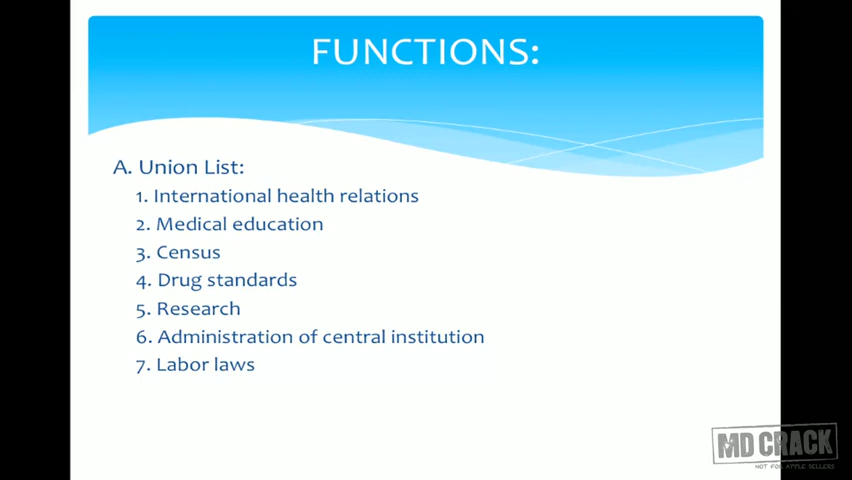 FUNCTIONS:
A. Union List:
1. International health relations
2. Medical education
3. Census
4. Drug standards
5. Research
6. Administration of central institution
7. Labor laws
MD CRACK
NOT FOR APPLE SELLERS